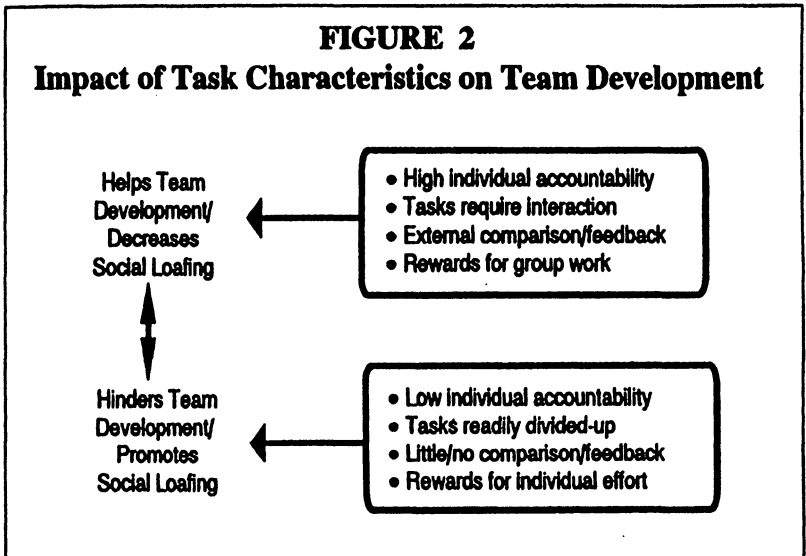 FIGURE 2
Impact of Task Characteristics on Team Development
Helps Team
Development/
Decreases
Social Loafing
• High individual accountability
• Tasks require interaction
• External comparison/feedback
• Rewards for group work
Hinders Team
Development/
Promotes
Social Loafing
• Low individual accountability
• Tasks readily divided-up
• Little/no comparison/feedback
• Rewards for individual effort